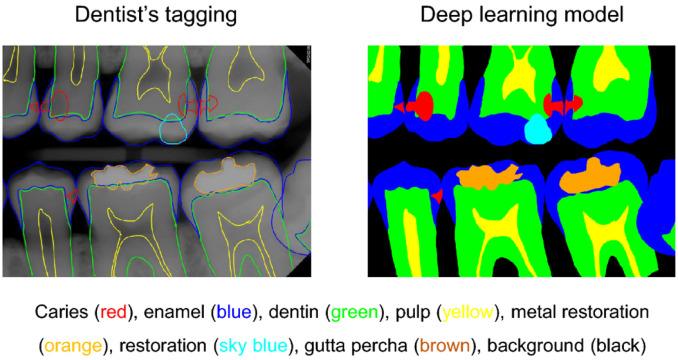 Dentist's tagging
Deep learning model
Caries (red), enamel (blue), dentin (green), pulp (yellow), metal restoration
(orange), restoration (sky blue), gutta percha (brown), background (black)